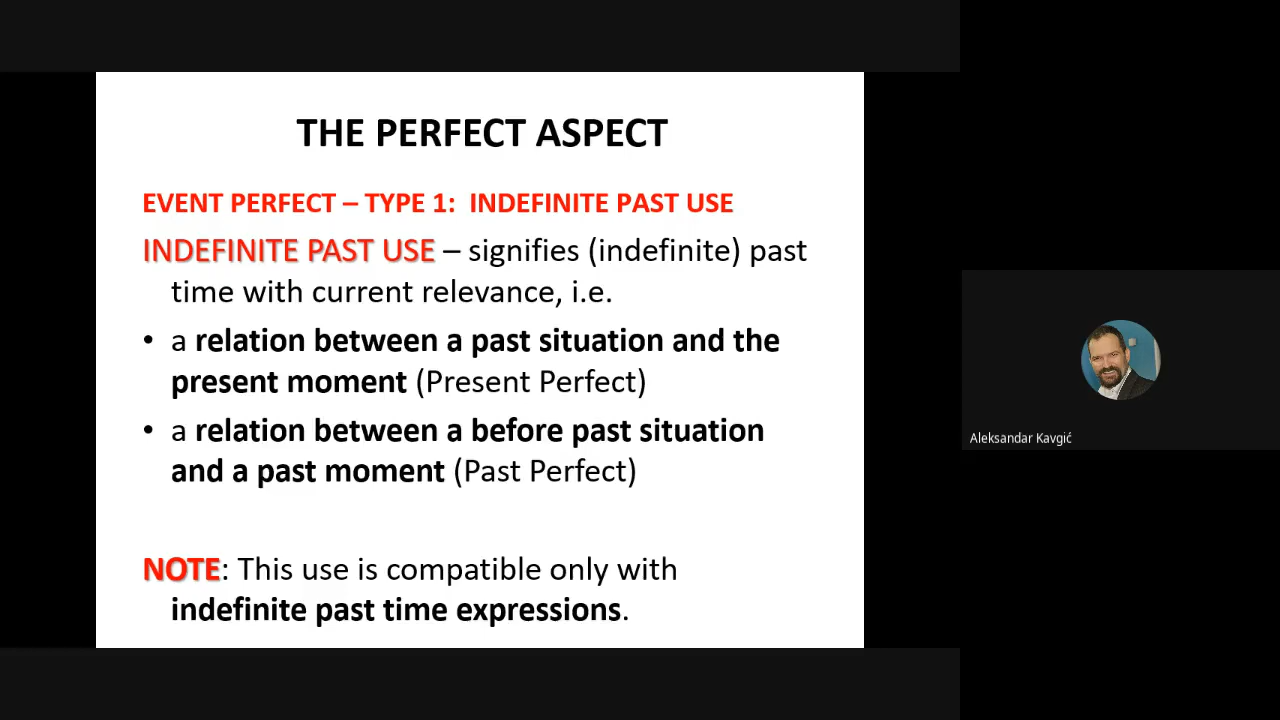 THE PERFECT ASPECT
EVENT PERFECT – TYPE 1: INDEFINITE PAST USE
INDEFINITE PAST USE – signifies (indefinite) past
time with current relevance, i.e.
• a relation between a past situation and the
present moment (Present Perfect)
• a relation between a before past situation
and a past moment (Past Perfect)
NOTE: This use is compatible only with
indefinite past time expressions.
Aleksandar Kavgić